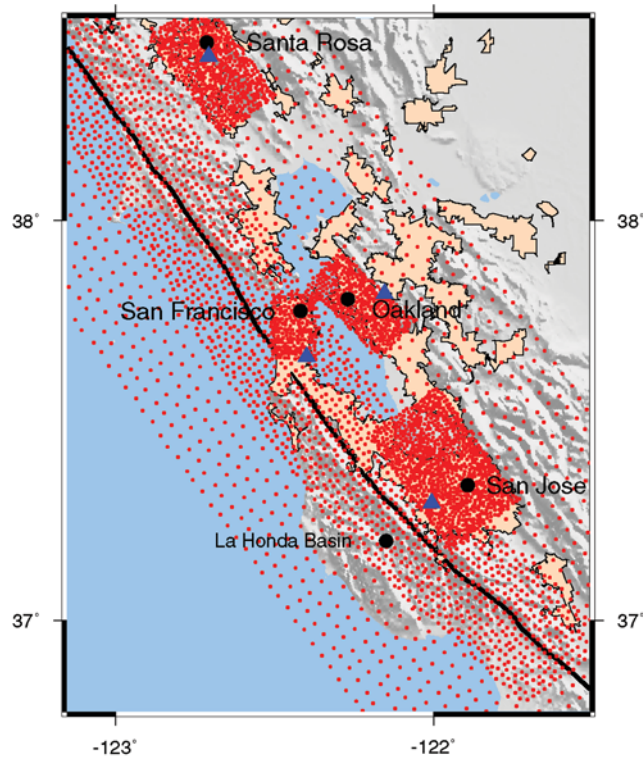 Santa Rosa
38°
38°
San Francisco
Oakland
San Jose
La Honda Basin
37°
37°
-123°
-122°